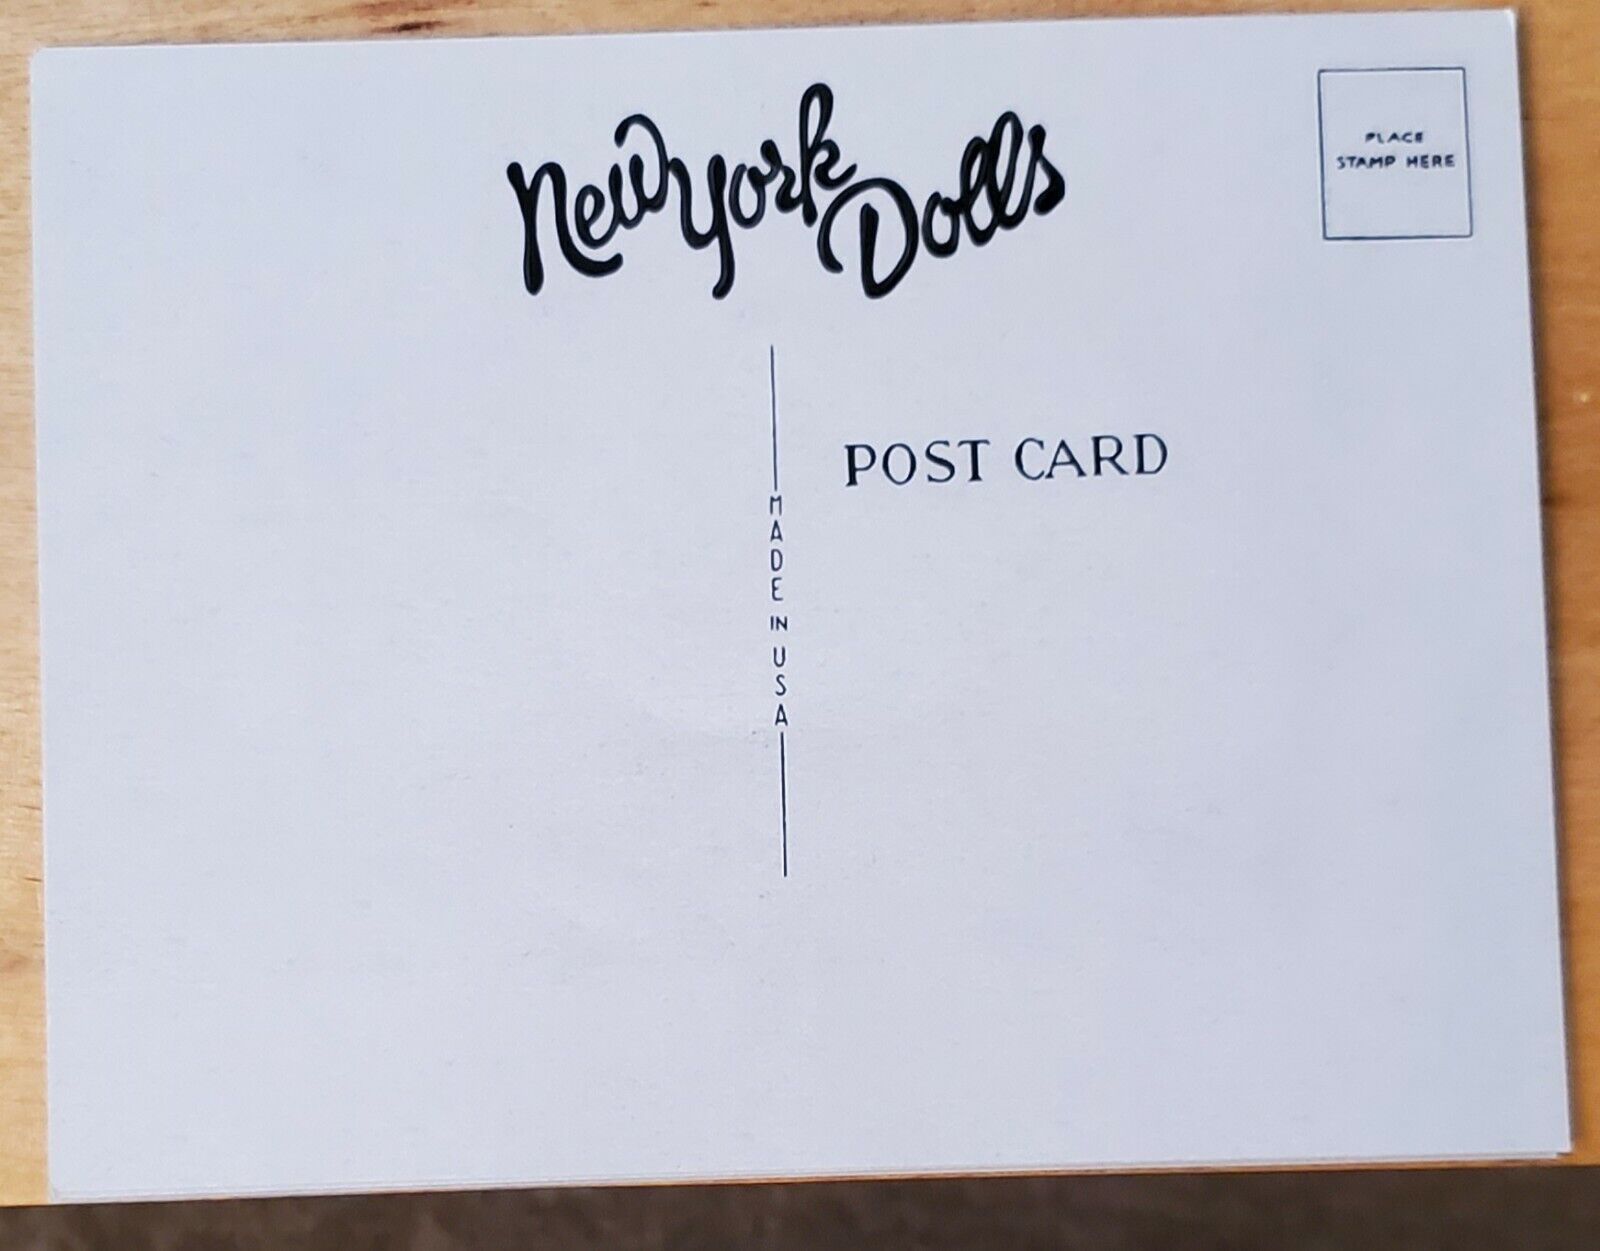 New York Dolls
PLACE
STAMP HERE
POST CARD
MADE IN USA